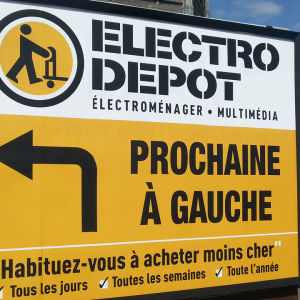 ELECTRO
DEPOT
ÉLECTROMÉNAGER • MULTIMÉDIA
PROCHAINE
À GAUCHE
"Habituez-vous à acheter moins cher"
✓ Tous les jours ✓ Toutes les semaines ✓ Toute l'année